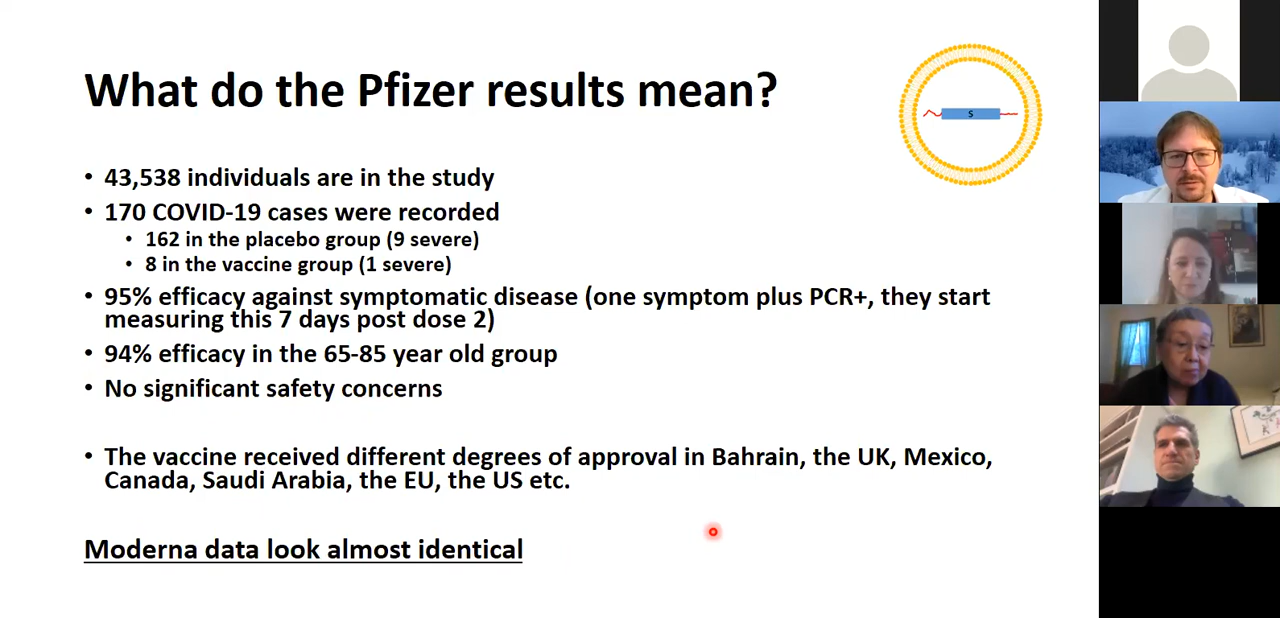 What do the Pfizer results mean?
S
• 43,538 individuals are in the study
• 170 COVID-19 cases were recorded
• 162 in the placebo group (9 severe)
• 8 in the vaccine group (1 severe)
• 95% efficacy against symptomatic disease (one symptom plus PCR+, they start
measuring this 7 days post dose 2)
• 94% efficacy in the 65-85 year old group
• No significant safety concerns
• The vaccine received different degrees of approval in Bahrain, the UK, Mexico,
Canada, Saudi Arabia, the EU, the US etc.
Moderna data look almost identical